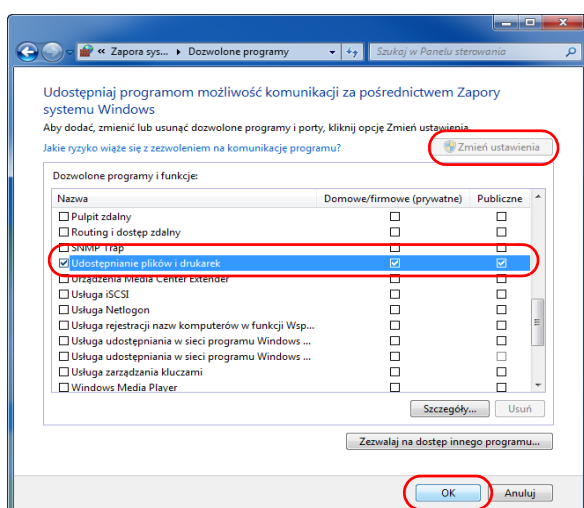 « Zapora sys... ▸ Dozwolone programy Szukaj w Panelu sterowania
Udostępniaj programom możliwość komunikacji za pośrednictwem Zapory
systemu Windows
Aby dodać, zmienić lub usunąć dozwolone programy i porty, kliknij opcję Zmień ustawienia.
Jakie ryzyko wiąże się z zezwoleniem na komunikację programu? Zmień ustawienia
Dozwolone programy i funkcje:
Nazwa Domowe/firmowe (prywatne) Publiczne
Pulpit zdalny
Routing i dostęp zdalny
SNMP Trap
Udostępnianie plików i drukarek
Urządzenia Media Center Extender
Usługa iSCSI
Usługa Netlogon
Usługa rejestracji nazw komputerów w funkcji Wsp...
Usługa udostępniania w sieci programu Windows ...
Usługa udostępniania w sieci programu Windows ...
Usługa zarządzania kluczami
Windows Media Player
Szczegóły... Usuń
Zezwalaj na dostęp innego programu...
OK Anuluj